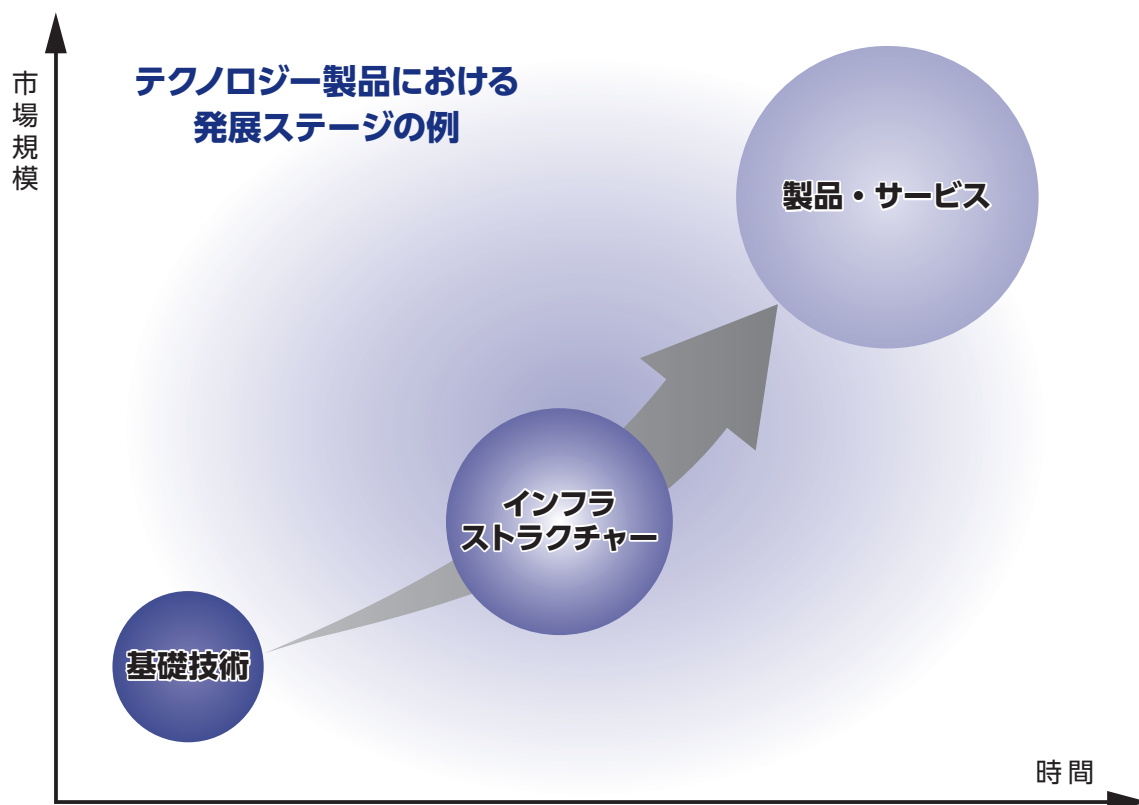 市場規模
テクノロジー製品における
発展ステージの例
製品・サービス
インフラ
ストラクチャー
基礎技術
時間